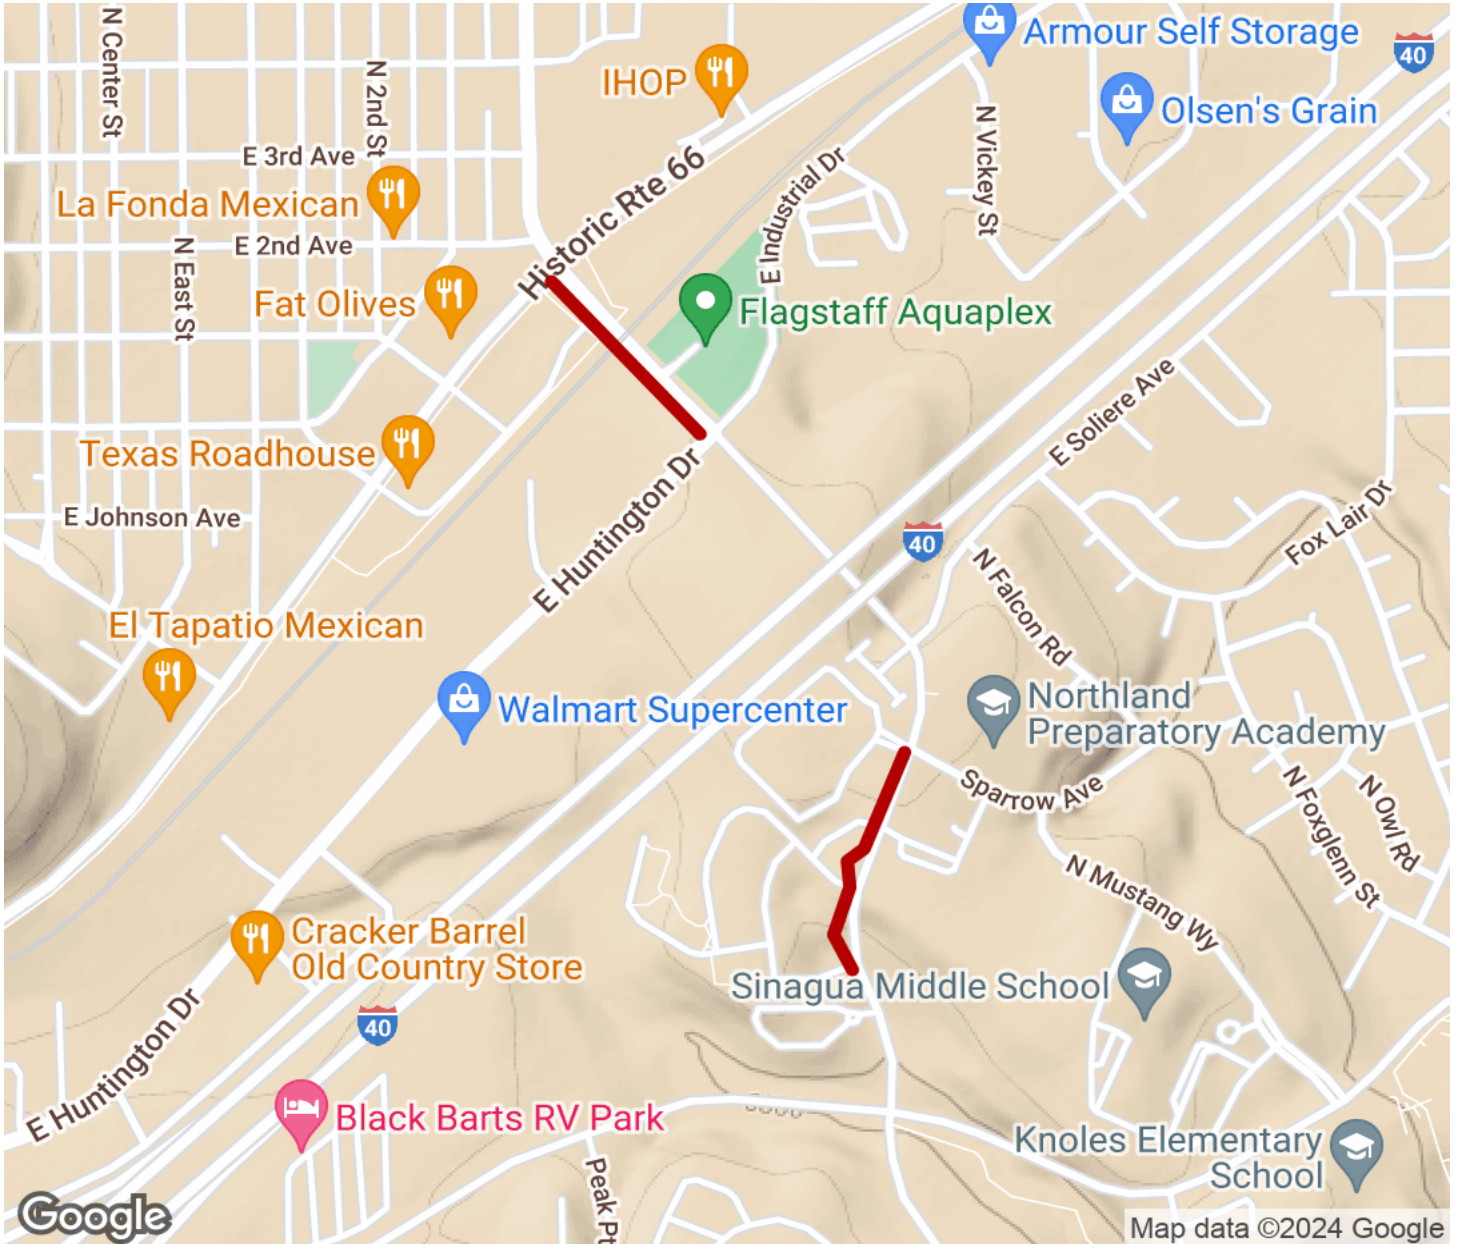 N Center St
N 2nd St
IHOP
Armour Self Storage
40
Olsen's Grain
E 3rd Ave
La Fonda Mexican
E 2nd Ave
N East St
Historic Rte 66
E Industrial Dr
N Vickey St
Fat Olives
Flagstaff Aquaplex
Texas Roadhouse
E Soliere Ave
E Johnson Ave
E Huntington Dr
40
Fox Lair Dr
N Falcon Rd
El Tapatio Mexican
Walmart Supercenter
Northland
Preparatory Academy
Sparrow Ave
N Foxglenn St
N Owl Rd
N Mustang Wy
Cracker Barrel
Old Country Store
Sinagua Middle School
40
E Huntington Dr
Black Barts RV Park
Peak Pt
Knoles Elementary
School
Google
Map data ©2024 Google